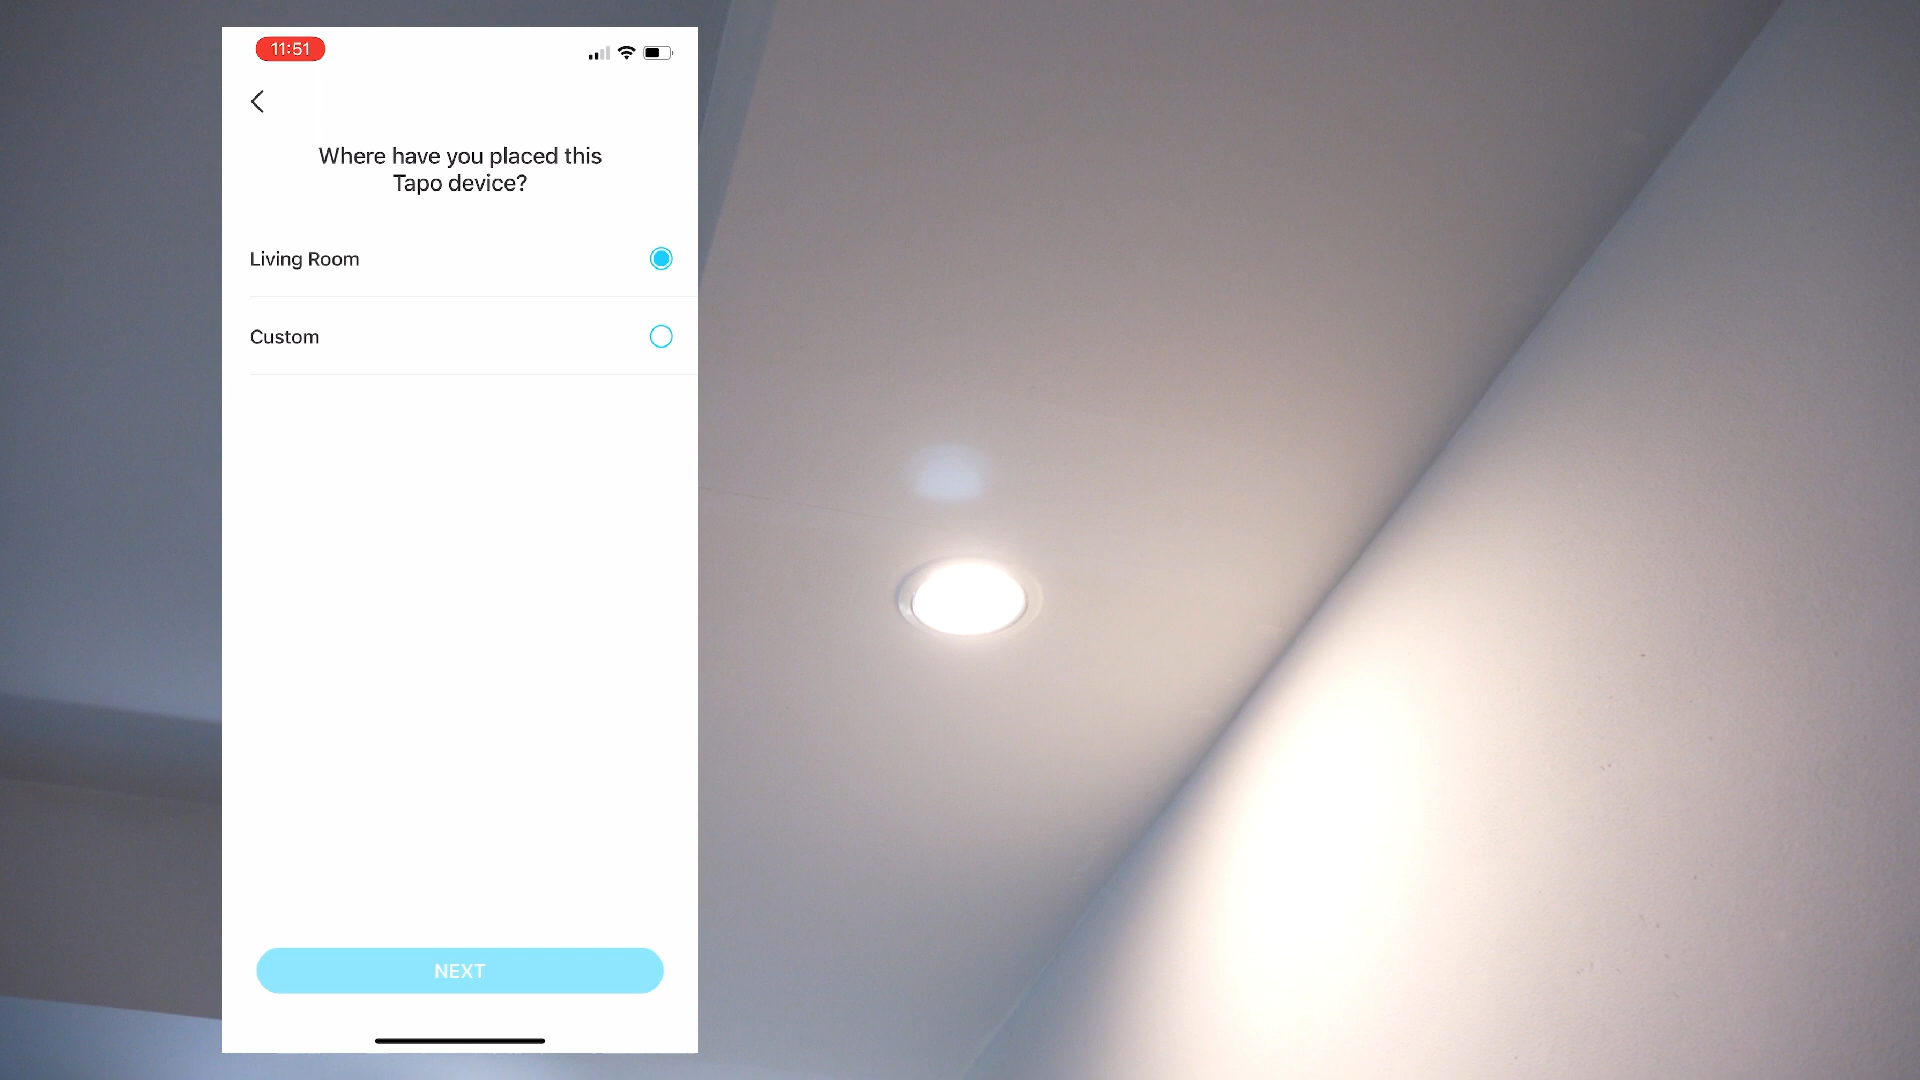 11:51
Where have you placed this
Tapo device?
Living Room
Custom
NEXT